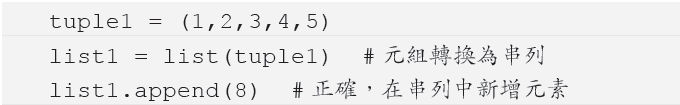 tuple1 = (1,2,3,4,5)
list1 = list(tuple1)  #元組轉換為串列
list1.append(8)  #正確，在串列中新增元素